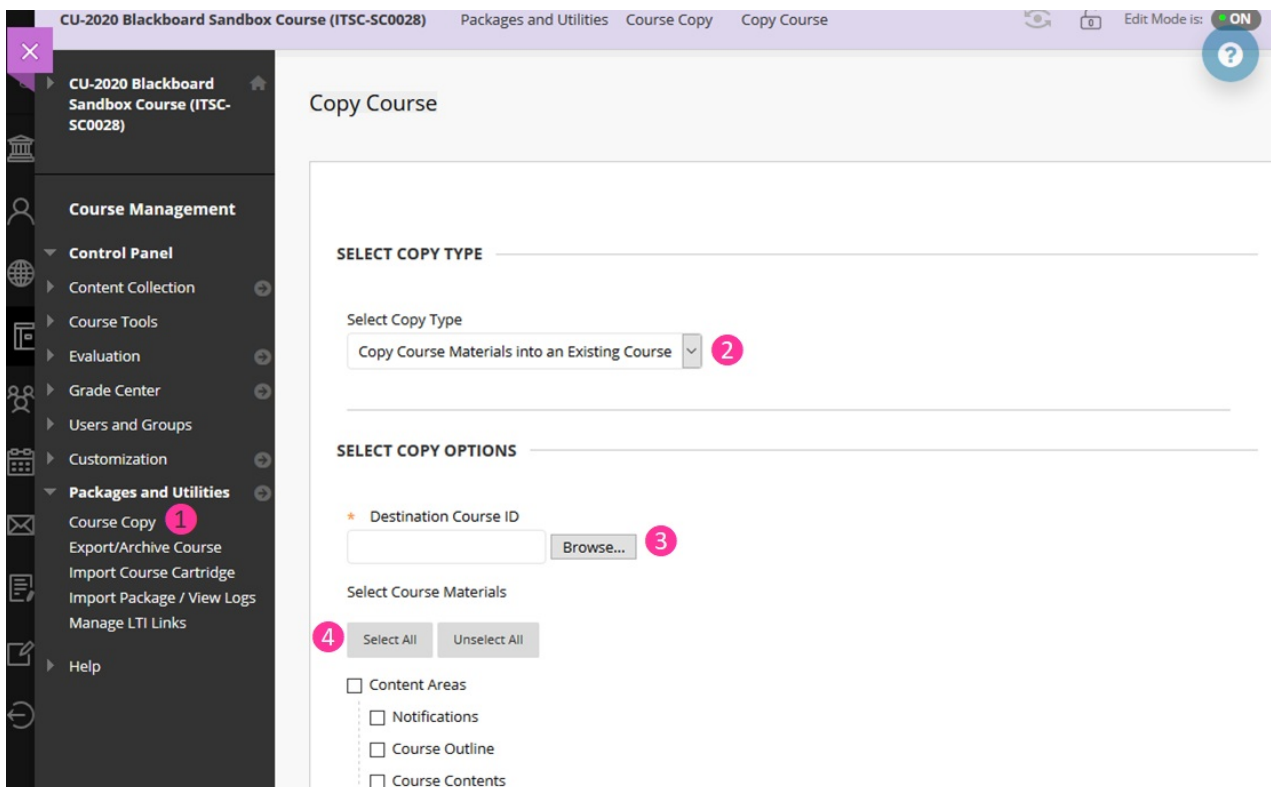 CU-2020 Blackboard Sandbox Course (ITSC-SC0028) Packages and Utilities Course Copy Copy Course 0 Edit Mode is: ON
?
CU-2020 Blackboard
Sandbox Course (ITSC-
SC0028)
Course Management
Control Panel
Content Collection
Course Tools
Evaluation
Grade Center
Users and Groups
Customization
Packages and Utilities
Course Copy 1
Export/Archive Course
Import Course Cartridge
Import Package / View Logs
Manage LTI Links
Help
Copy Course
SELECT COPY TYPE
Select Copy Type
Copy Course Materials into an Existing Course 2
SELECT COPY OPTIONS
* Destination Course ID
Browse... 3
Select Course Materials
4 Select All Unselect All
Content Areas
Notifications
Course Outline
Course Contents